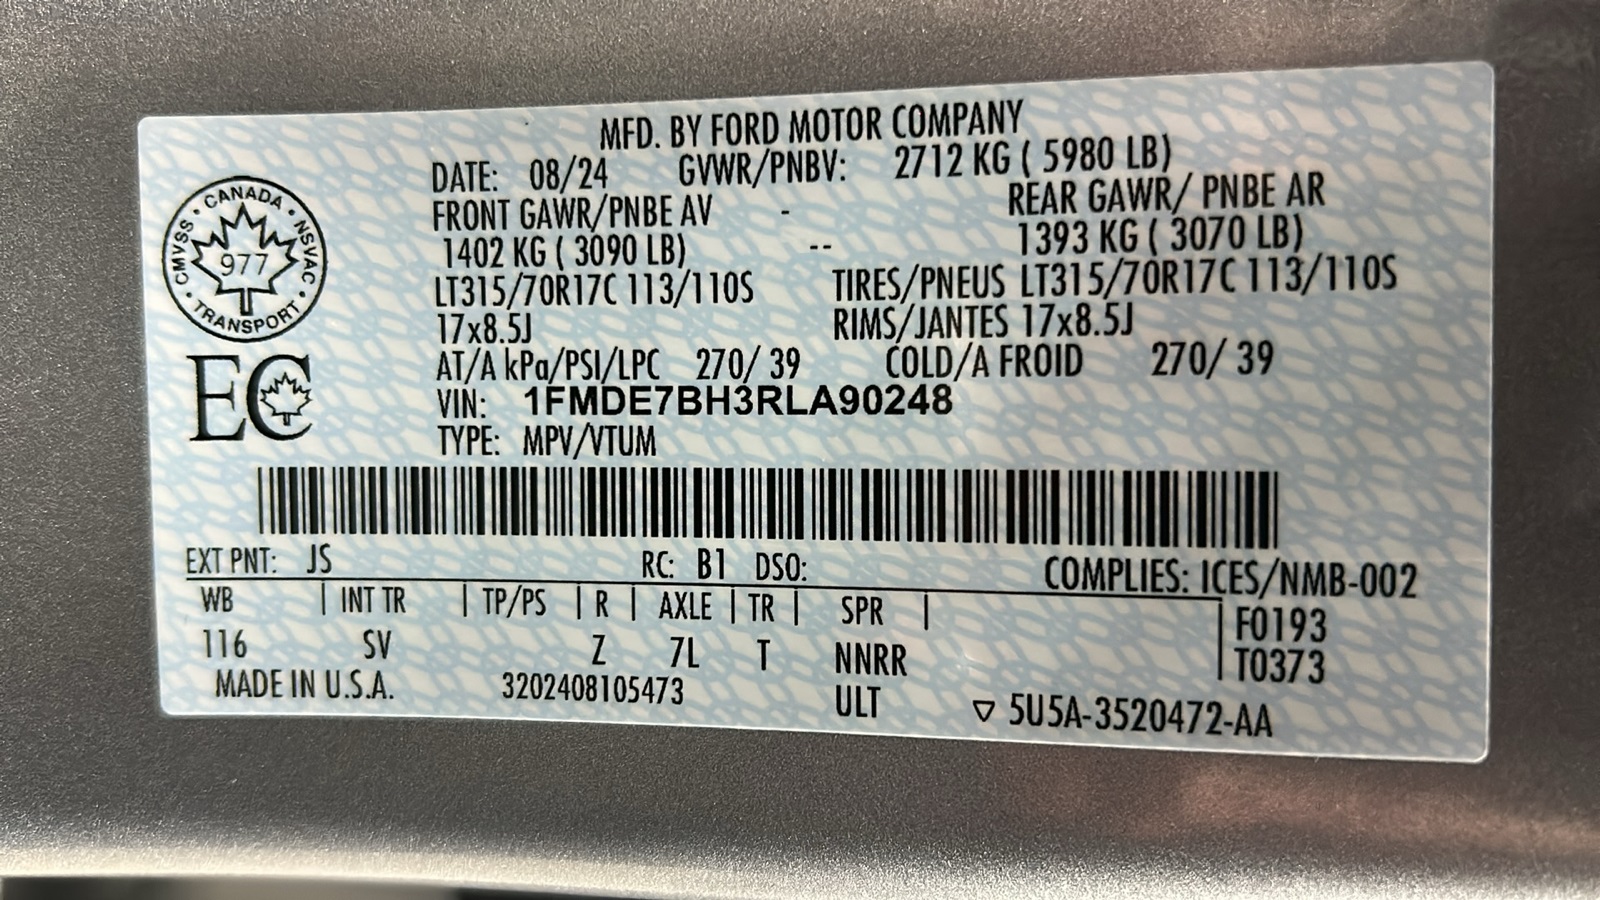 MFD. BY FORD MOTOR COMPANY
DATE: 08/24 GVWR/PNBV: 2712 KG ( 5980 LB)
FRONT GAWR/PNBE AV - REAR GAWR/ PNBE AR
1402 KG ( 3090 LB) -- 1393 KG ( 3070 LB)
LT315/70R17C 113/110S TIRES/PNEUS LT315/70R17C 113/110S
17x8.5J RIMS/JANTES 17x8.5J
AT/A kPa/PSI/LPC 270/ 39 COLD/A FROID 270/ 39
VIN: 1FMDE7BH3RLA90248
TYPE: MPV/VTUM
CANADA • NSVAC • TRANSPORT • CMVSS •
977
EC
EXT PNT: JS RC: B1 DSO: COMPLIES: ICES/NMB-002
WB | INT TR | TP/PS | R | AXLE | TR | SPR | F0193
116 SV Z 7L T NNRR T0373
MADE IN U.S.A. 3202408105473 ULT ▽ 5U5A-3520472-AA